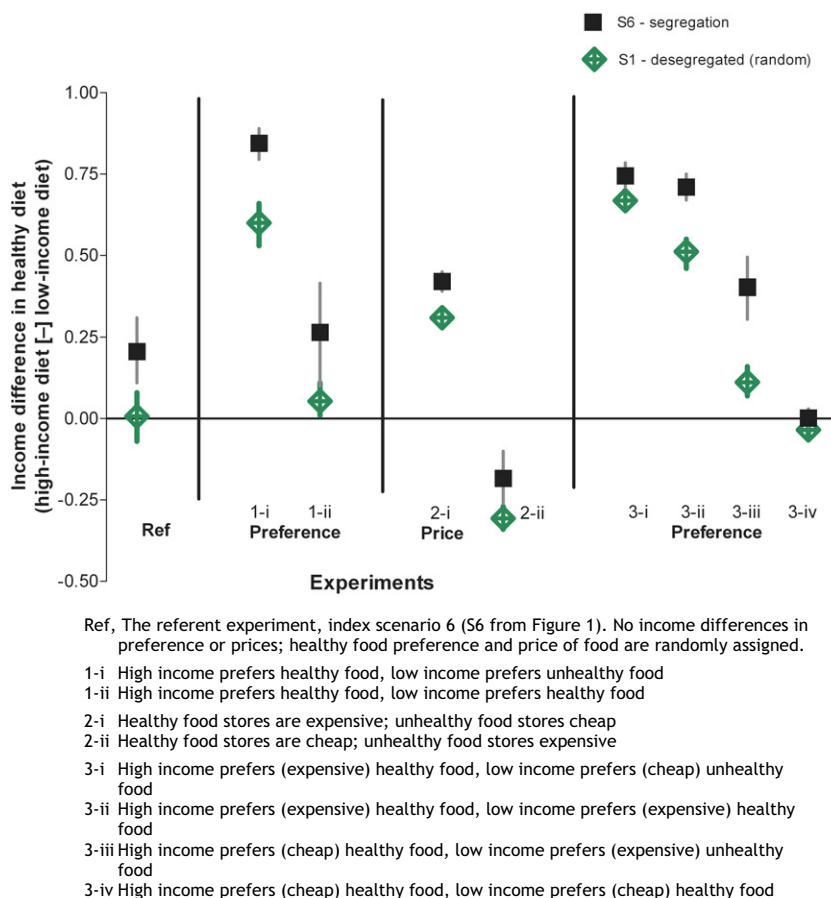 S6 - segregation
S1 - desegregated (random)
Income difference in healthy diet
(high-income diet [–] low-income diet)
1.00
0.75
0.50
0.25
0.00
-0.25
-0.50
1-i
1-ii
2-i
2-ii
3-i
3-ii
3-iii
3-iv
Ref
Preference
Price
Preference
Experiments
Ref, The referent experiment, index scenario 6 (S6 from Figure 1). No income differences in
preference or prices; healthy food preference and price of food are randomly assigned.
1-i High income prefers healthy food, low income prefers unhealthy food
1-ii High income prefers healthy food, low income prefers healthy food
2-i Healthy food stores are expensive; unhealthy food stores cheap
2-ii Healthy food stores are cheap; unhealthy food stores expensive
3-i High income prefers (expensive) healthy food, low income prefers (cheap) unhealthy
food
3-ii High income prefers (expensive) healthy food, low income prefers (expensive) healthy
food
3-iii High income prefers (cheap) healthy food, low income prefers (expensive) unhealthy
food
3-iv High income prefers (cheap) healthy food, low income prefers (cheap) healthy food